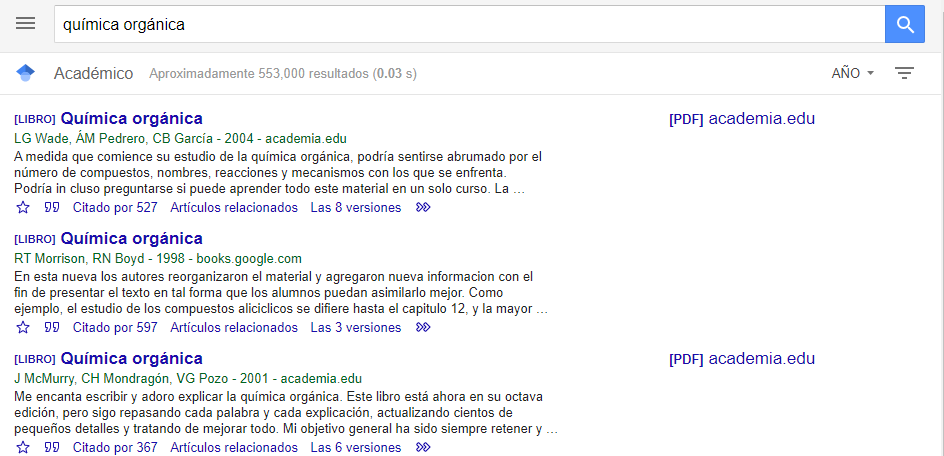 química orgánica
Académico Aproximadamente 553,000 resultados (0.03 s) AÑO
[LIBRO] Química orgánica [PDF] academia.edu
LG Wade, ÁM Pedrero, CB García - 2004 - academia.edu
A medida que comience su estudio de la química orgánica, podría sentirse abrumado por el
número de compuestos, nombres, reacciones y mecanismos con los que se enfrenta.
Podría in cluso preguntarse si puede aprender todo este material en un solo curso. La …
Citado por 527 Artículos relacionados Las 8 versiones
[LIBRO] Química orgánica
RT Morrison, RN Boyd - 1998 - books.google.com
En esta nueva los autores reorganizaron el material y agregaron nueva informacion con el
fin de presentar el texto en tal forma que los alumnos puedan asimilarlo mejor. Como
ejemplo, el estudio de los compuestos aliciclicos se difiere hasta el capitulo 12, y la mayor …
Citado por 597 Artículos relacionados Las 3 versiones
[LIBRO] Química orgánica [PDF] academia.edu
J McMurry, CH Mondragón, VG Pozo - 2001 - academia.edu
Me encanta escribir y adoro explicar la química orgánica. Este libro está ahora en su octava
edición, pero sigo repasando cada palabra y cada explicación, actualizando cientos de
pequeños detalles y tratando de mejorar todo. Mi objetivo general ha sido siempre retener y …
Citado por 367 Artículos relacionados Las 6 versiones